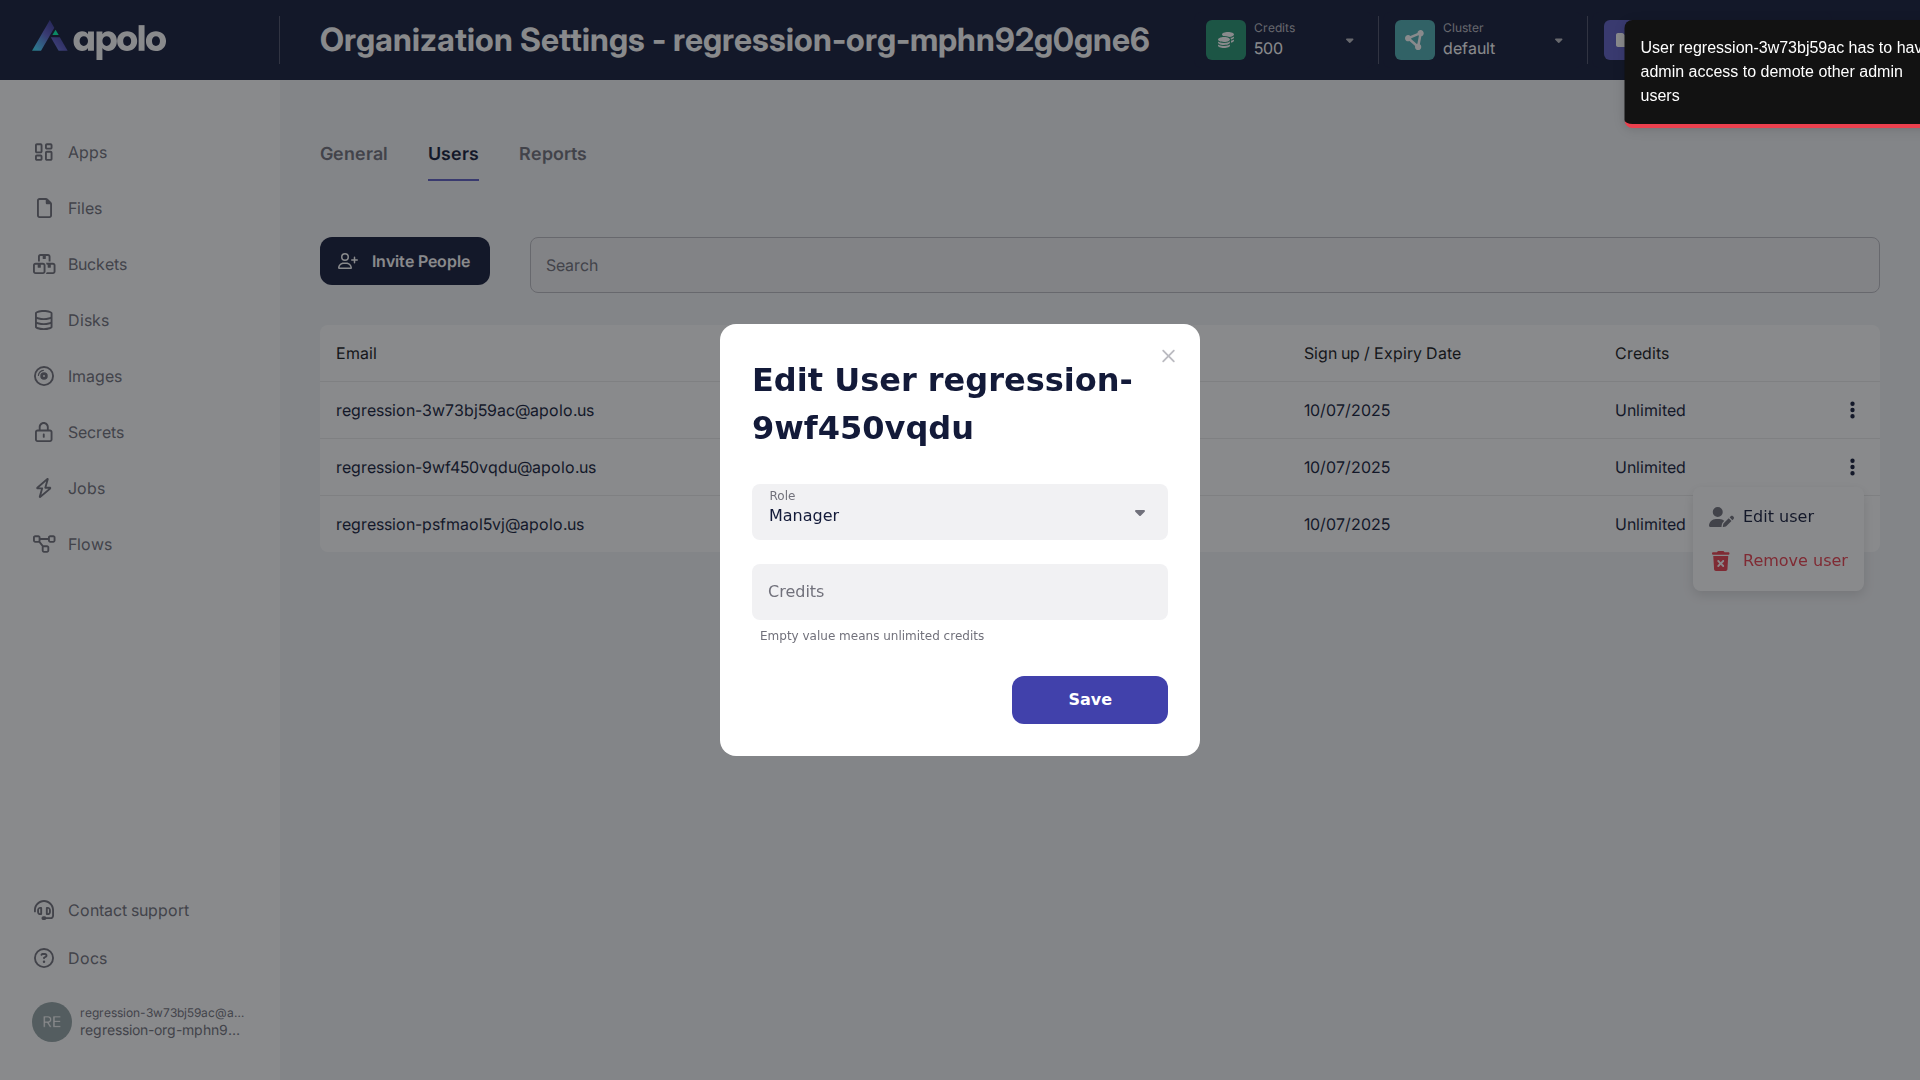 apolo
Organization Settings - regression-org-mphn92g0gne6
Credits
500
Cluster
default
User regression-3w73bj59ac has to hav
admin access to demote other admin
users
Apps
Files
Buckets
Disks
Images
Secrets
Jobs
Flows
General
Users
Reports
Invite People
Search
Email
Sign up / Expiry Date
Credits
regression-3w73bj59ac@apolo.us
10/07/2025
Unlimited
regression-9wf450vqdu@apolo.us
10/07/2025
Unlimited
regression-psfmaol5vj@apolo.us
10/07/2025
Unlimited
Edit user
Remove user
Edit User regression-
9wf450vqdu
Role
Manager
Credits
Empty value means unlimited credits
Save
Contact support
Docs
RE
regression-3w73bj59ac@a...
regression-org-mphn9...